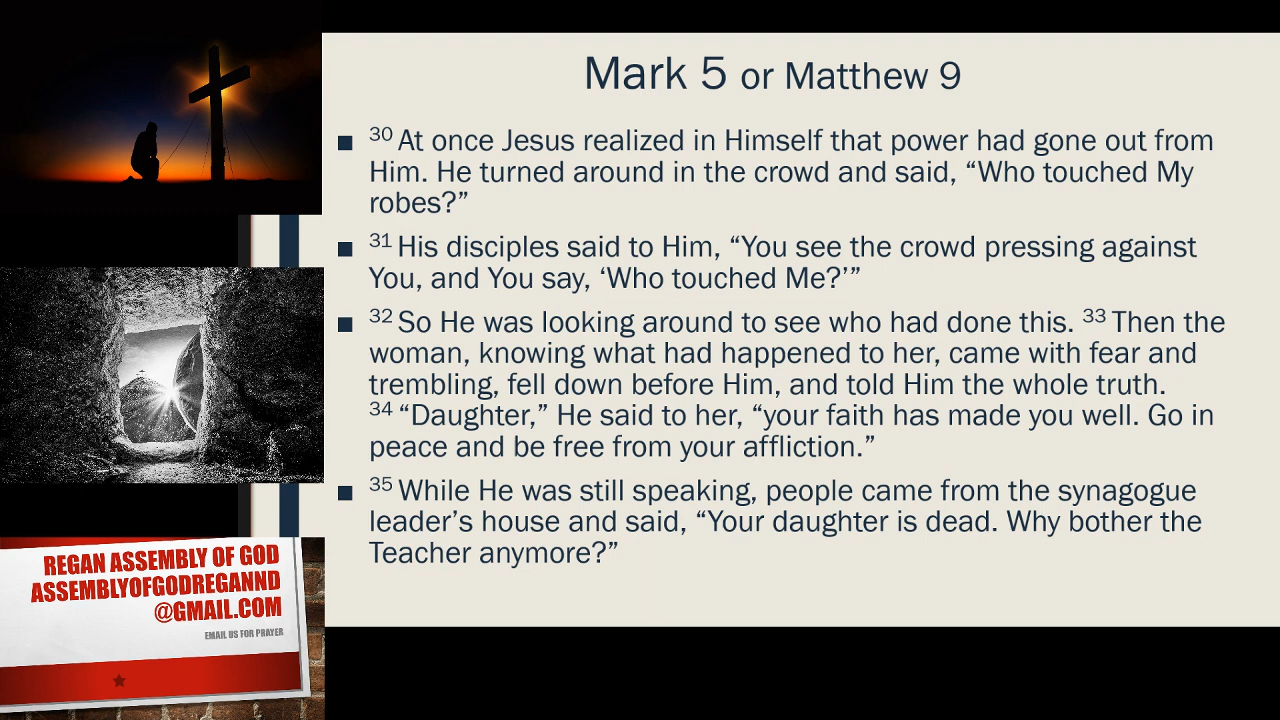 Mark 5 or Matthew 9
■ 30 At once Jesus realized in Himself that power had gone out from
Him. He turned around in the crowd and said, “Who touched My
robes?”
■ 31 His disciples said to Him, “You see the crowd pressing against
You, and You say, ‘Who touched Me?’”
■ 32 So He was looking around to see who had done this. 33 Then the
woman, knowing what had happened to her, came with fear and
trembling, fell down before Him, and told Him the whole truth.
34 “Daughter,” He said to her, “your faith has made you well. Go in
peace and be free from your affliction.”
■ 35 While He was still speaking, people came from the synagogue
leader’s house and said, “Your daughter is dead. Why bother the
Teacher anymore?”
REGAN ASSEMBLY OF GOD
ASSEMBLYOFGODREGANND
@GMAIL.COM
EMAIL US FOR PRAYER